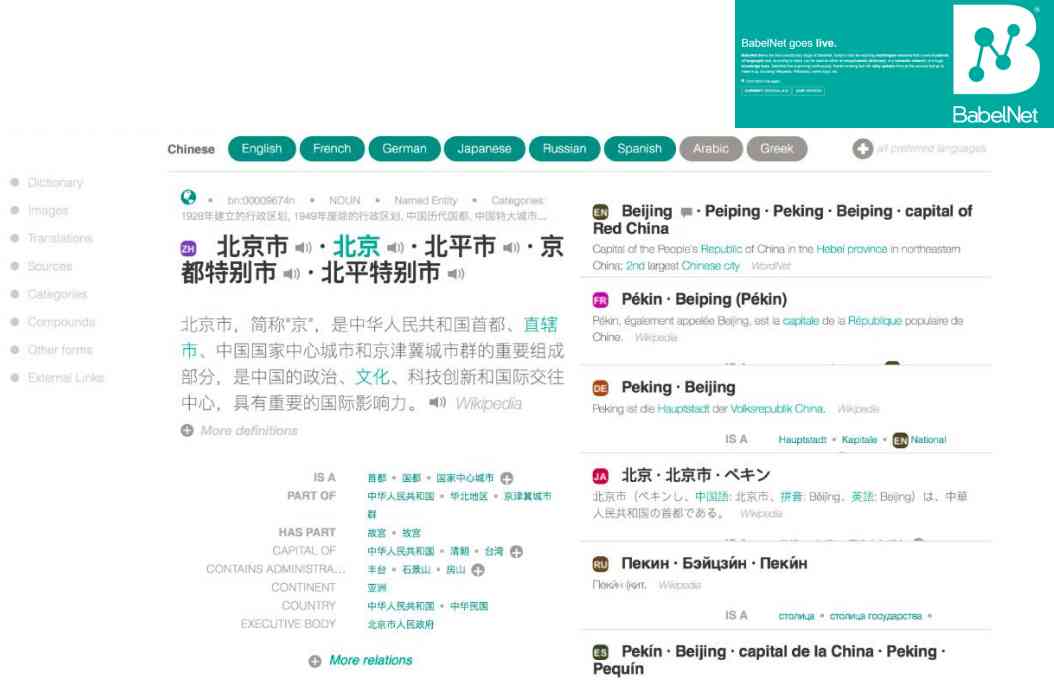 BabelNet goes live.
BabelNet
Chinese English French German Japanese Russian Spanish Arabic Greek all preferred languages
Dictionary
Images
Translations
Sources
Categories
Compounds
Other forms
External Links
bn:00009674n • NOUN • Named Entity • Categories:
1928年建立的行政区划, 1949年废除的行政区划, 中国历代国都, 中国特大城市...
ZH 北京市 · 北京 · 北平市 · 京
都特别市 · 北平特别市
北京市，简称“京”，是中华人民共和国首都、直辖
市、中国国家中心城市和京津冀城市群的重要组成
部分，是中国的政治、文化、科技创新和国际交往
中心，具有重要的国际影响力。 Wikipedia
More definitions
IS A 首都 • 国都 • 国家中心城市
PART OF 中华人民共和国 • 华北地区 • 京津冀城市
群
HAS PART 故宫 • 故宫
CAPITAL OF 中华人民共和国 • 清朝 • 台湾
CONTAINS ADMINISTRA... 丰台 • 石景山 • 房山
CONTINENT 亚洲
COUNTRY 中华人民共和国 • 中华民国
EXECUTIVE BODY 北京市人民政府
More relations
EN Beijing · Peiping · Peking · Beiping · capital of
Red China
Capital of the People's Republic of China in the Hebei province in northeastern
China; 2nd largest Chinese city WordNet
FR Pékin · Beiping (Pékin)
Pékin, également appelée Beijing, est la capitale de la République populaire de
Chine. Wikipedia
DE Peking · Beijing
Peking ist die Hauptstadt der Volksrepublik China. Wikipedia
IS A Hauptstadt • Kapitale • EN National
JA 北京 · 北京市 · ペキン
北京市（ペキンし、中国語: 北京市、拼音: Běijīng、英語: Beijing）は、中華
人民共和国の首都である。 Wikipedia
RU Пекин · Бэйцзи́н · Пеки́н
Пеки́н (кит. Wikipedia
IS A столица • столица государства •
ES Pekín · Beijing · capital de la China · Peking ·
Pequín